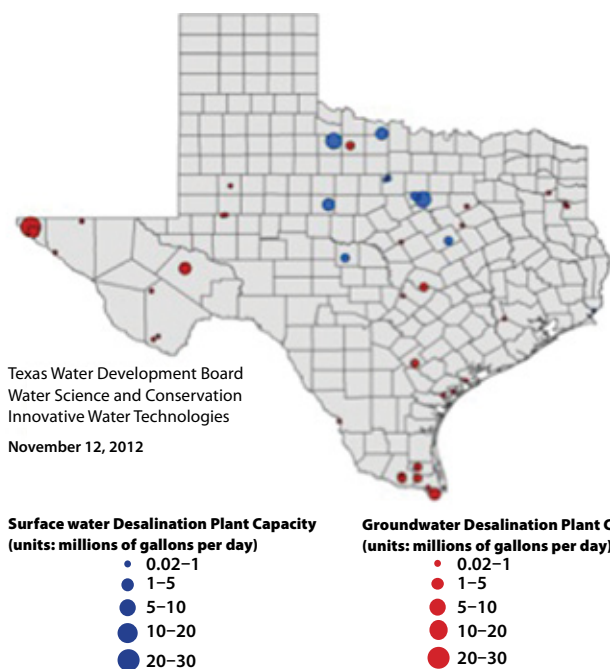 Texas Water Development Board
Water Science and Conservation
Innovative Water Technologies
November 12, 2012
Surface water Desalination Plant Capacity
(units: millions of gallons per day)
0.02–1
1–5
5–10
10–20
20–30
Groundwater Desalination Plant C
(units: millions of gallons per day)
0.02–1
1–5
5–10
10–20
20–30